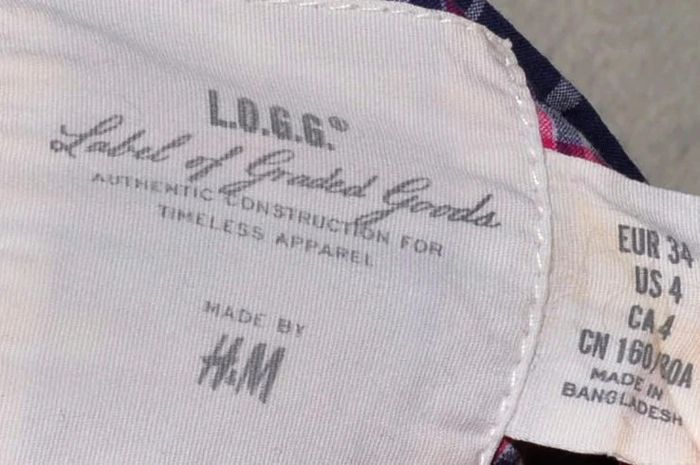 L.O.G.G.®
Label of Graded Goods
AUTHENTIC CONSTRUCTION FOR
TIMELESS APPAREL
MADE BY
H&M
EUR 34
US 4
CA 4
CN 160/80A
MADE IN
BANGLADESH